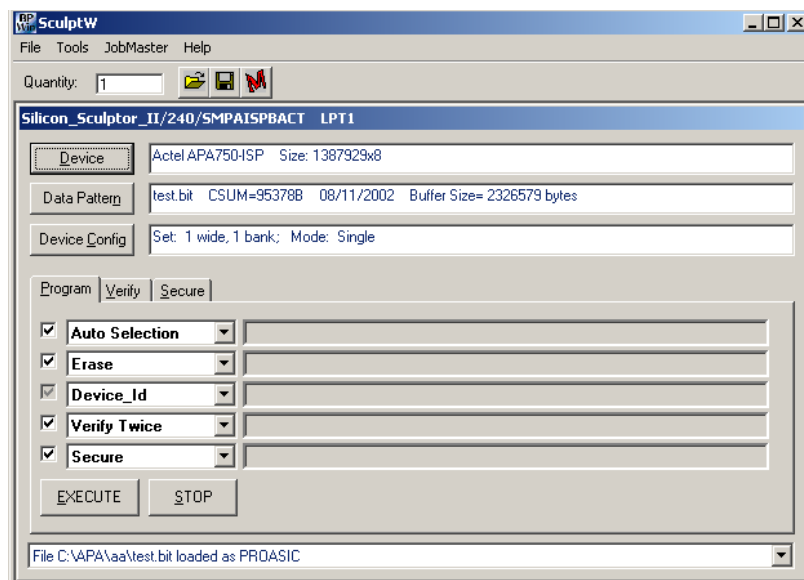 BP Win SculptW
File Tools JobMaster Help
Quantity: 1
Silicon_Sculptor_II/240/SMPAISPBACT LPT1
Device Actel APA750-ISP Size: 1387929x8
Data Pattern test.bit CSUM=95378B 08/11/2002 Buffer Size= 2326579 bytes
Device Config Set: 1 wide, 1 bank; Mode: Single
Program Verify Secure
Auto Selection
Erase
Device_Id
Verify Twice
Secure
EXECUTE STOP
File C:\APA\aa\test.bit loaded as PROASIC